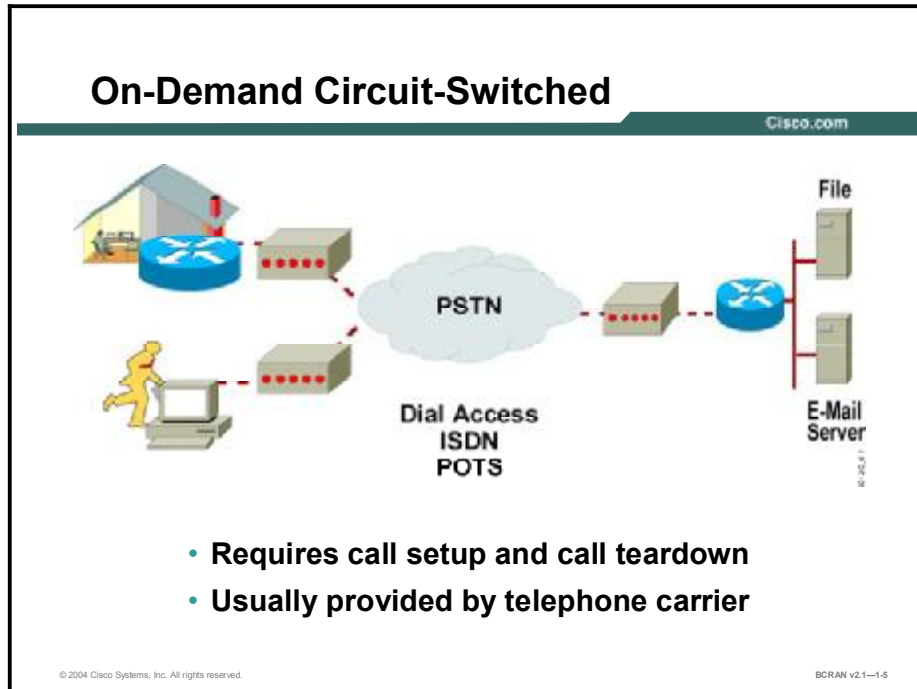 On-Demand Circuit-Switched
Cisco.com
File
PSTN
Dial Access
ISDN
POTS
E-Mail
Server
• Requires call setup and call teardown
• Usually provided by telephone carrier
© 2004 Cisco Systems, Inc. All rights reserved.
BCRAN v2.1—1-5